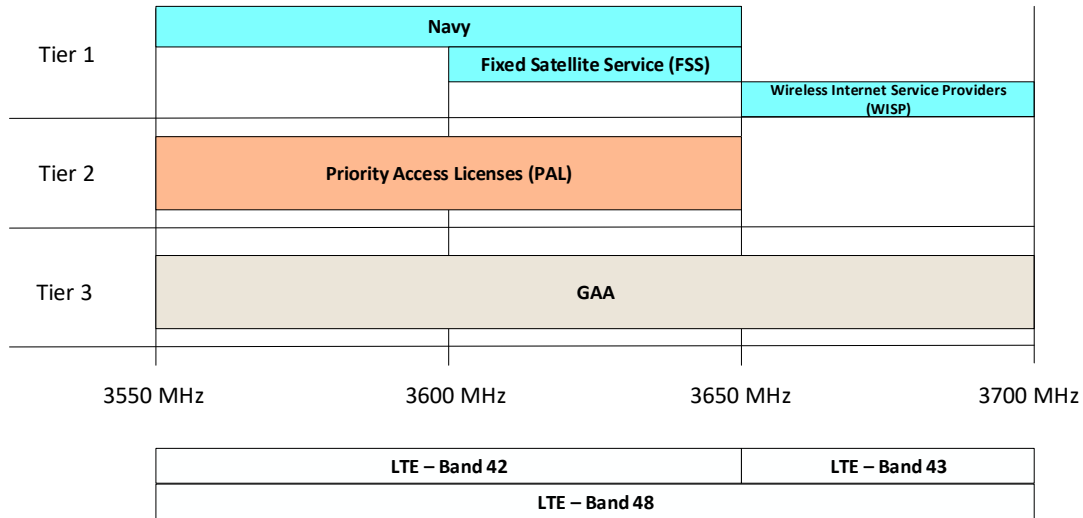 Tier 1
Navy
Fixed Satellite Service (FSS)
Wireless Internet Service Providers
(WISP)
Tier 2
Priority Access Licenses (PAL)
Tier 3
GAA
3550 MHz
3600 MHz
3650 MHz
3700 MHz
LTE – Band 42
LTE – Band 43
LTE – Band 48